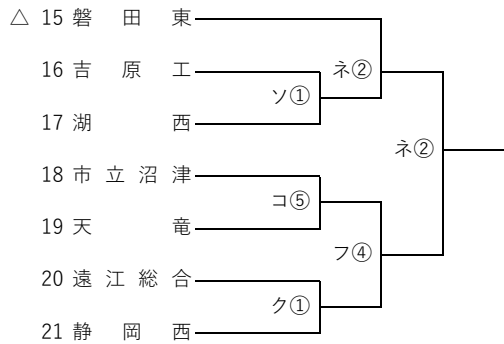 △ 15 磐田東
16 吉原工
ネ②
ソ①
17 湖西
ネ②
18 市立沼津
コ⑤
19 天竜
フ④
20 遠江総合
ク①
21 静岡西